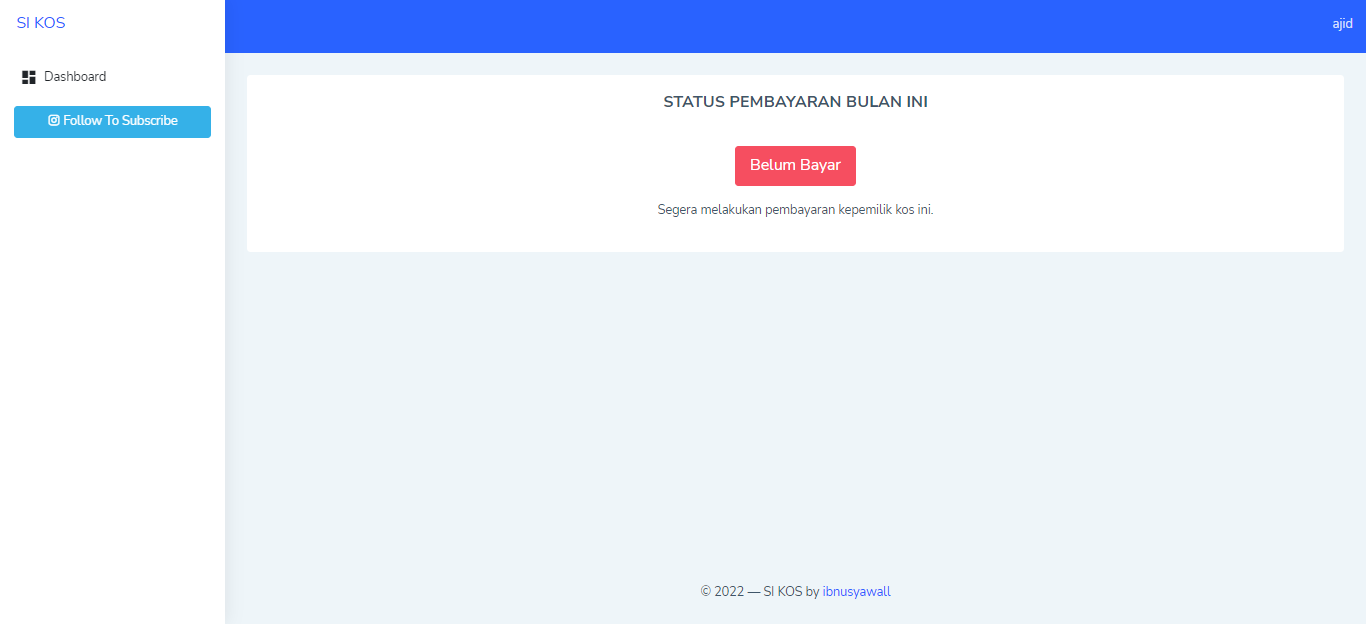 SI KOS
ajid
Dashboard
Follow To Subscribe
STATUS PEMBAYARAN BULAN INI
Belum Bayar
Segera melakukan pembayaran kepemilik kos ini.
© 2022 — SI KOS by ibnusyawall